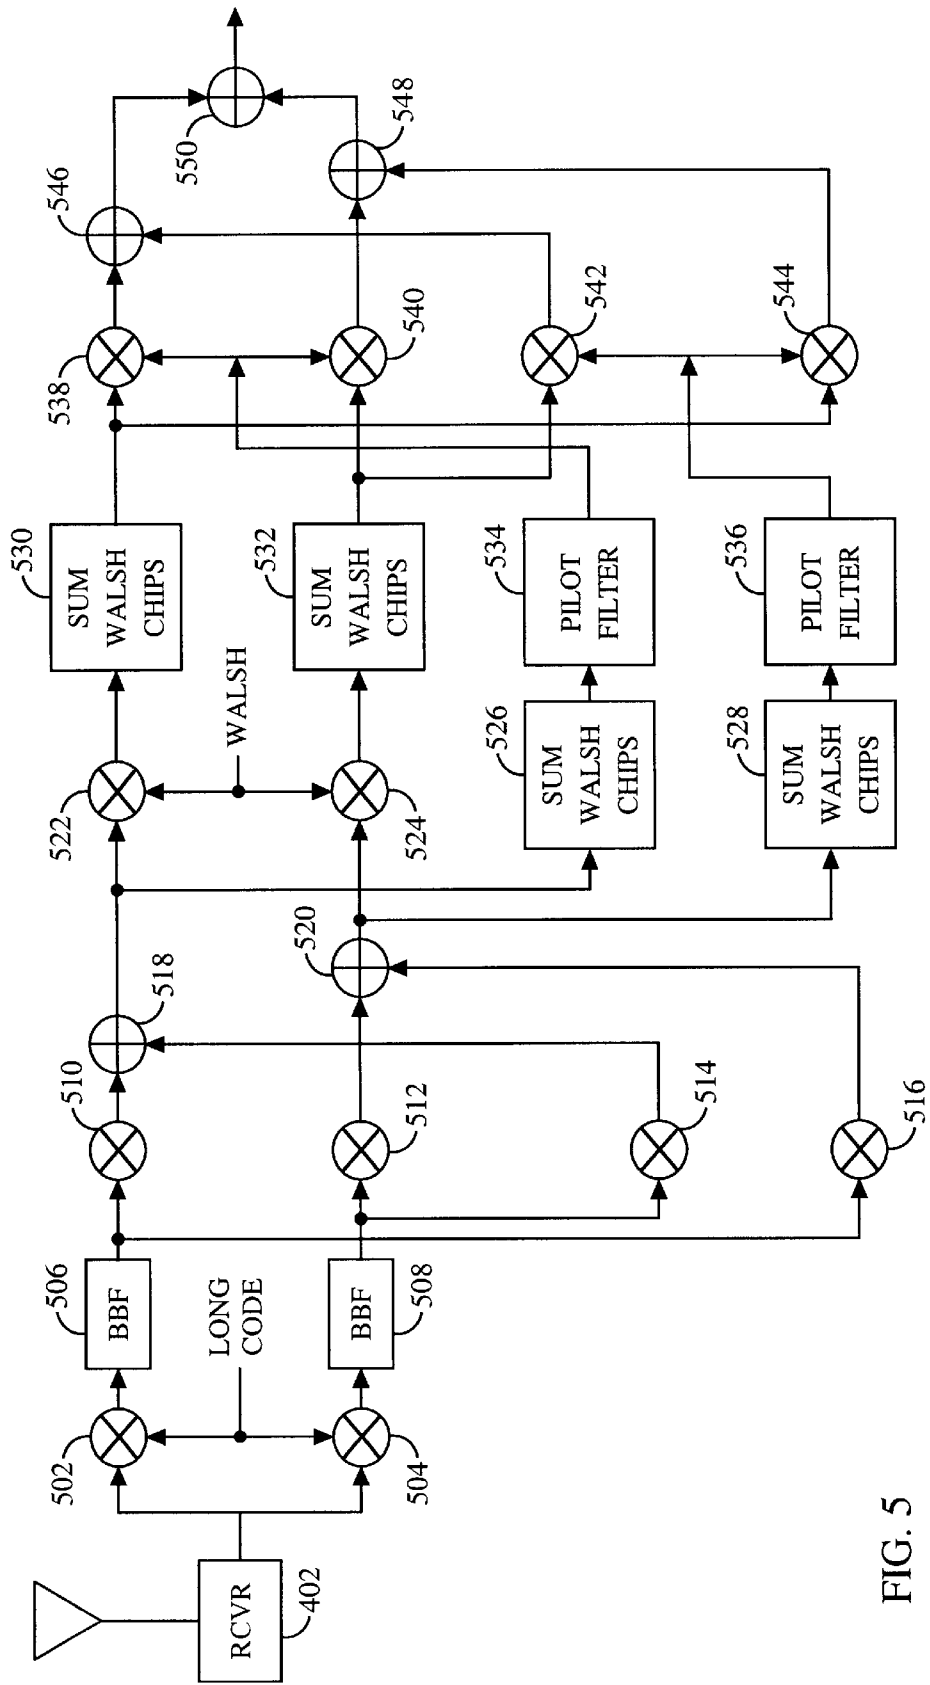 RCVR
402
502
504
LONG
CODE
BBF
506
BBF
508
510
512
514
516
518
520
522
524
WALSH
SUM
WALSH
CHIPS
526
SUM
WALSH
CHIPS
528
SUM
WALSH
CHIPS
530
SUM
WALSH
CHIPS
532
PILOT
FILTER
534
PILOT
FILTER
536
538
540
542
544
546
548
550
FIG. 5